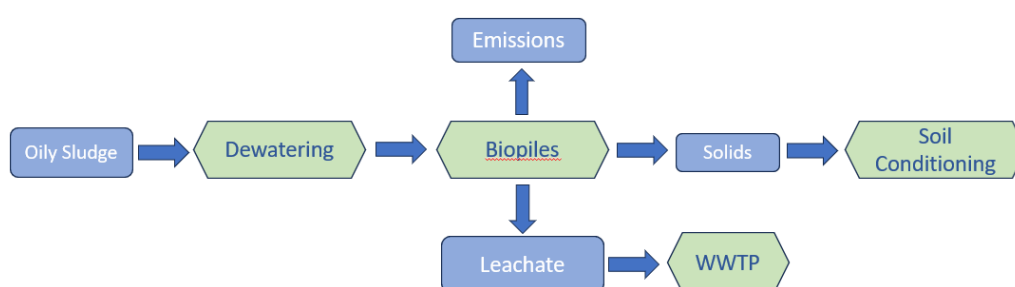 Emissions
Oily Sludge
Dewatering
Biopiles
Solids
Soil
Conditioning
Leachate
WWTP